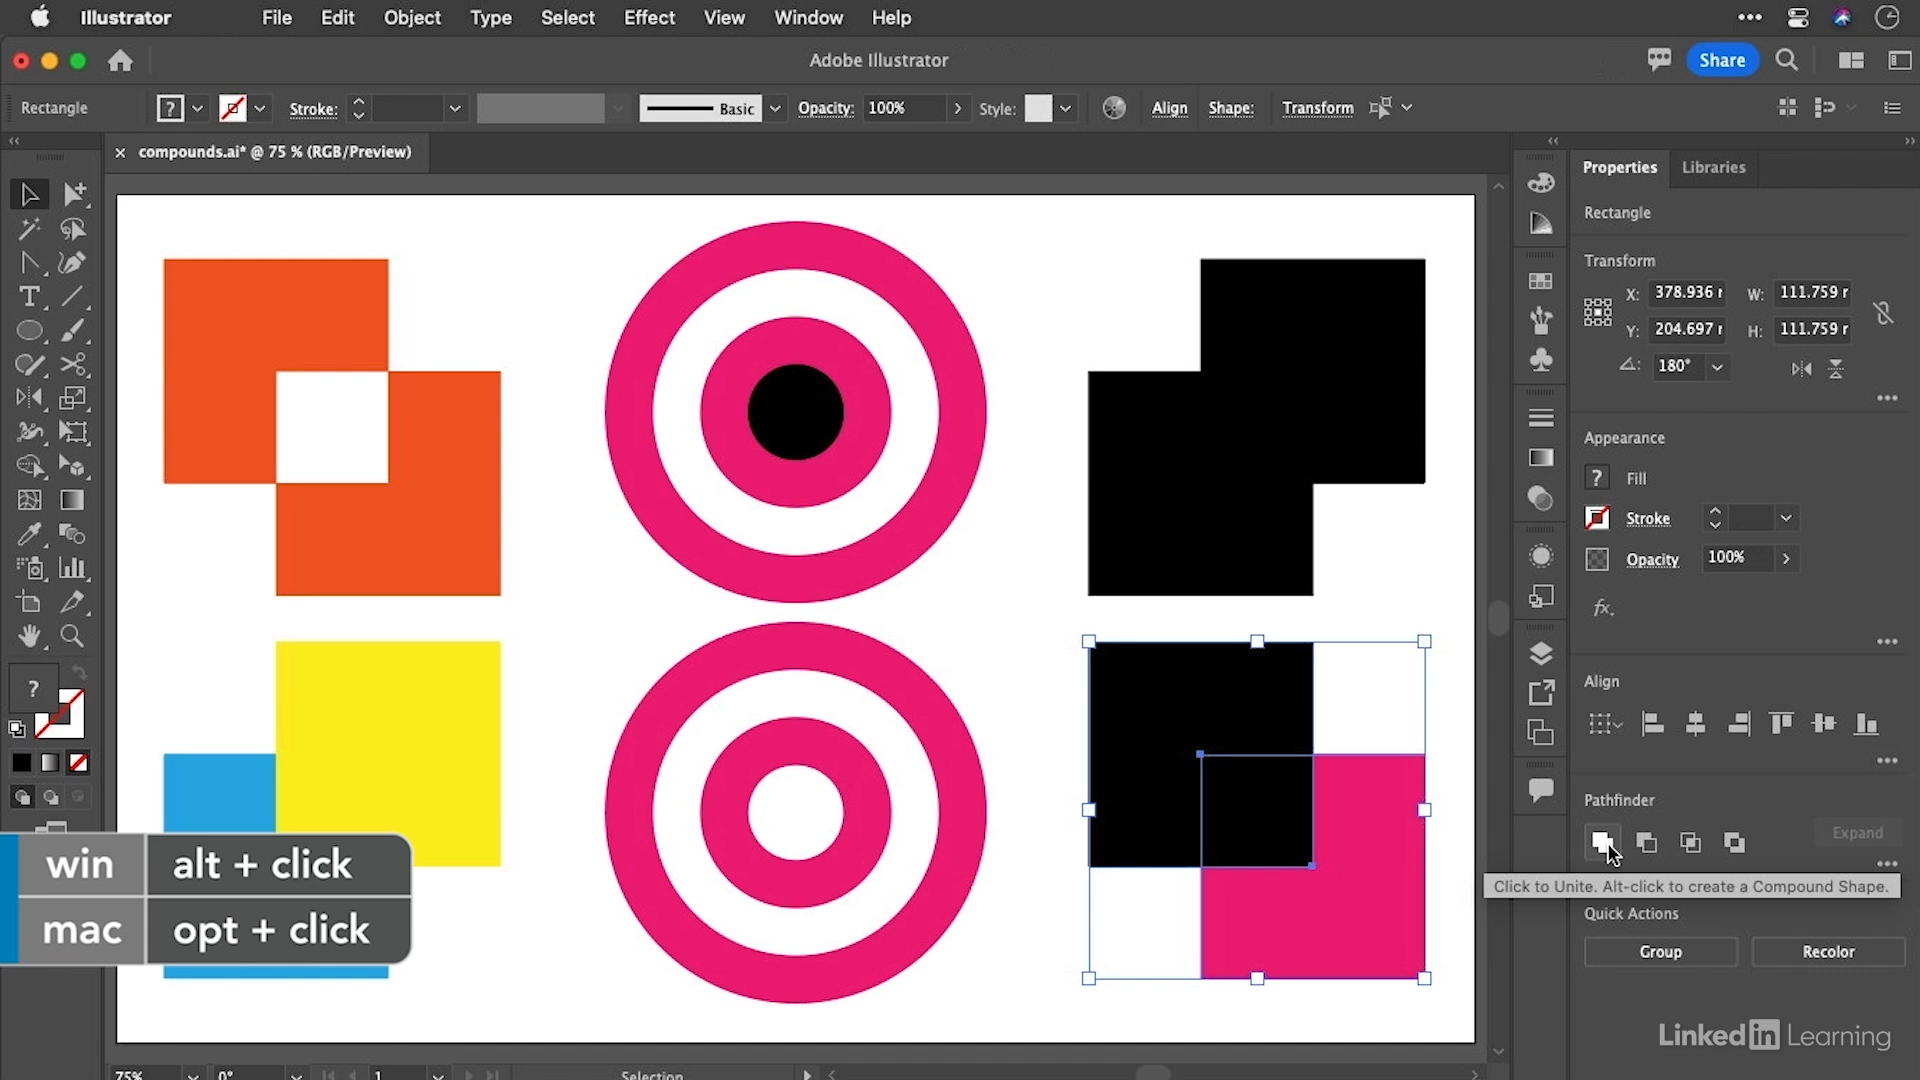 Illustrator File Edit Object Type Select Effect View Window Help
Adobe Illustrator
Share
Rectangle
?
Stroke:
Basic
Opacity: 100%
Style:
Align
Shape:
Transform
compounds.ai* @ 75 % (RGB/Preview)
Properties Libraries
Rectangle
Transform
X: 378.936 r W: 111.759 r
Y: 204.697 r H: 111.759 r
180°
Appearance
? Fill
Stroke
Opacity 100%
fx.
Align
Pathfinder
Expand
Click to Unite. Alt-click to create a Compound Shape.
Quick Actions
Group Recolor
?
win alt + click
mac opt + click
LinkedIn Learning
75% 0° 1 Selection